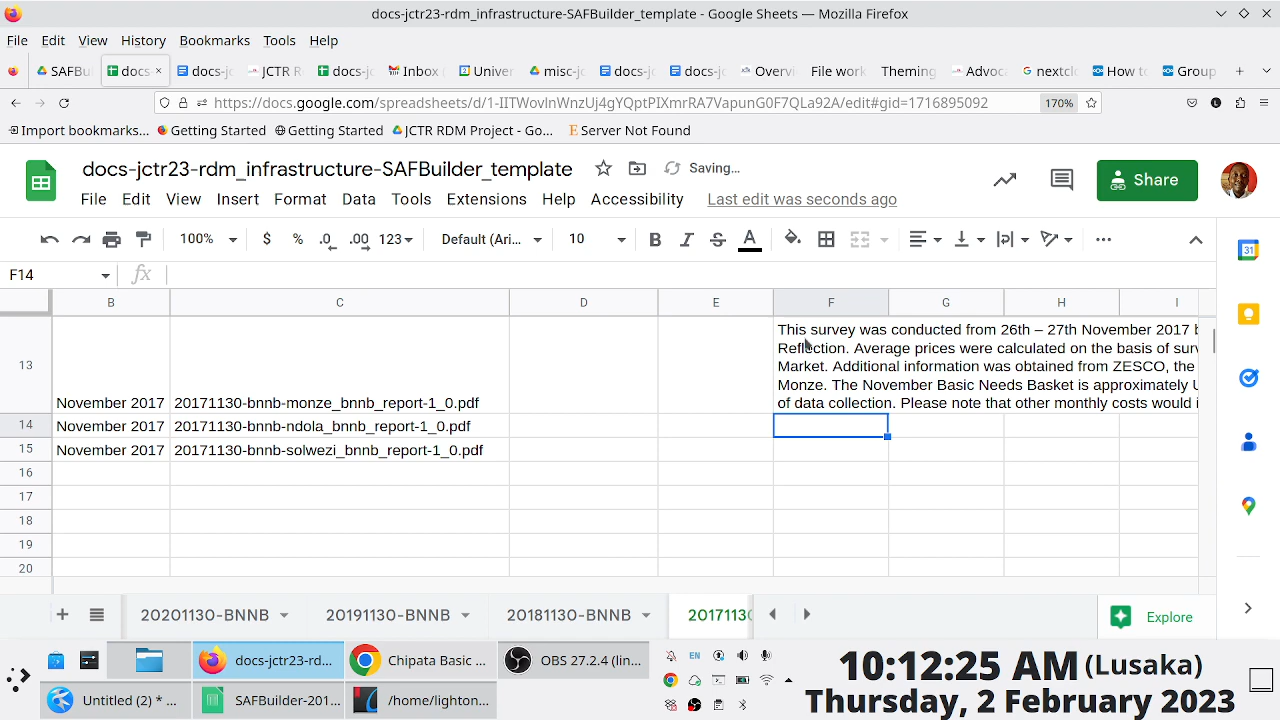 docs-jctr23-rdm_infrastructure-SAFBuilder_template - Google Sheets — Mozilla Firefox
File Edit View History Bookmarks Tools Help
SAFBu docs-jc docs-jc JCTR R docs-jc Inbox Univer misc-jc docs-jc docs-jc Overvi File work Theming Advoc nextclo How to Group
https://docs.google.com/spreadsheets/d/1-IITWovlnWnzUj4gYQptPIXmrRA7VapunG0F7QLa92A/edit#gid=1716895092 170%
Import bookmarks... Getting Started Getting Started JCTR RDM Project - Go... Server Not Found
docs-jctr23-rdm_infrastructure-SAFBuilder_template Saving...
File Edit View Insert Format Data Tools Extensions Help Accessibility Last edit was seconds ago
Share
100% $ % .0 .00 123 Default (Ari... 10 B I S A
F14 fx
B C D E F G H I
13 November 2017 20171130-bnnb-monze_bnnb_report-1_0.pdf
This survey was conducted from 26th – 27th November 2017 b
Reflection. Average prices were calculated on the basis of surv
Market. Additional information was obtained from ZESCO, the
Monze. The November Basic Needs Basket is approximately U
of data collection. Please note that other monthly costs would i
14 November 2017 20171130-bnnb-ndola_bnnb_report-1_0.pdf
15 November 2017 20171130-bnnb-solwezi_bnnb_report-1_0.pdf
16
17
18
19
20
20201130-BNNB 20191130-BNNB 20181130-BNNB 2017113 Explore
docs-jctr23-rd... Chipata Basic ... OBS 27.2.4 (lin... EN
Untitled (2) * ... SAFBuilder-201... /home/lighton...
10:12:25 AM (Lusaka)
Thursday, 2 February 2023